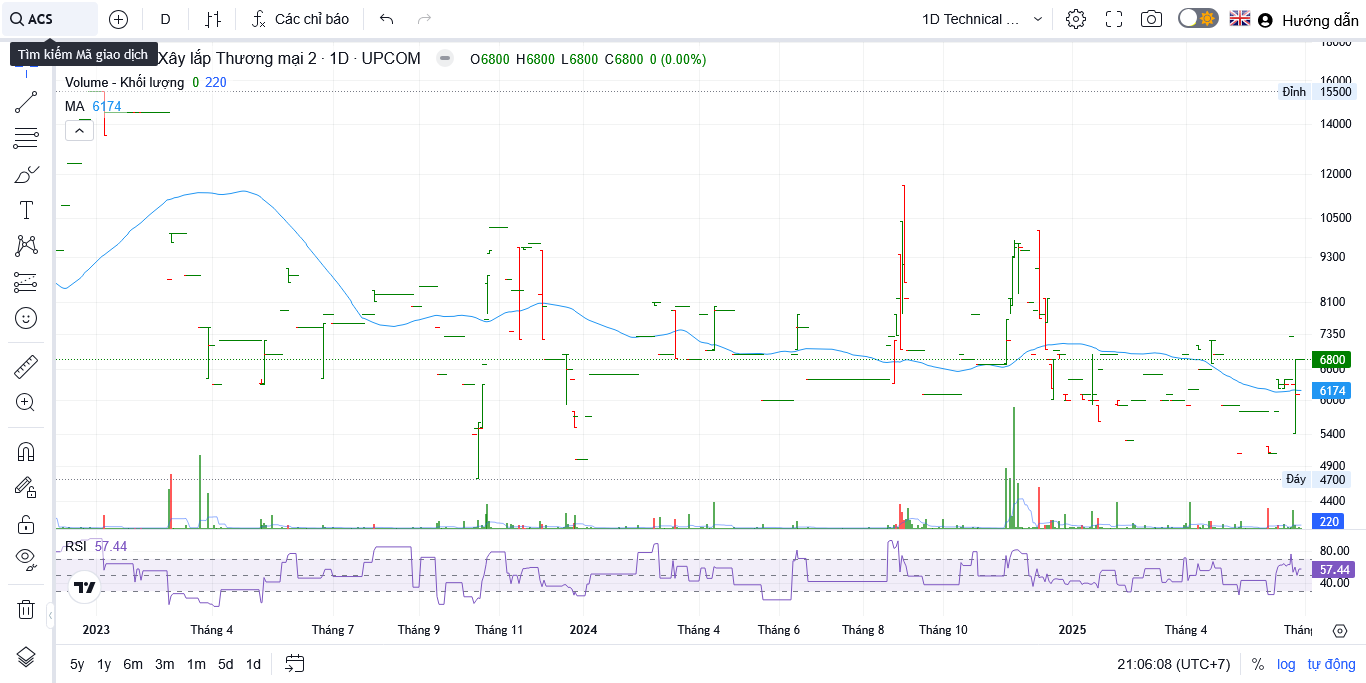 ACS
D
Các chỉ báo
1D Technical ...
Hướng dẫn
Tìm kiếm Mã giao dịch
Xây lắp Thương mại 2 · 1D · UPCOM
O6800 H6800 L6800 C6800 0 (0.00%)
Volume - Khối lượng 0 220
MA 6174
18000
16000
Đỉnh 15500
14000
12000
10500
9300
8100
7350
6800
6600
6174
6000
5400
4900
Đáy 4700
4400
220
RSI 57.44
80.00
57.44
40.00
2023 Tháng 4 Tháng 7 Tháng 9 Tháng 11 2024 Tháng 4 Tháng 6 Tháng 8 Tháng 10 2025 Tháng 4 Tháng
5y 1y 6m 3m 1m 5d 1d
21:06:08 (UTC+7) % log tự động